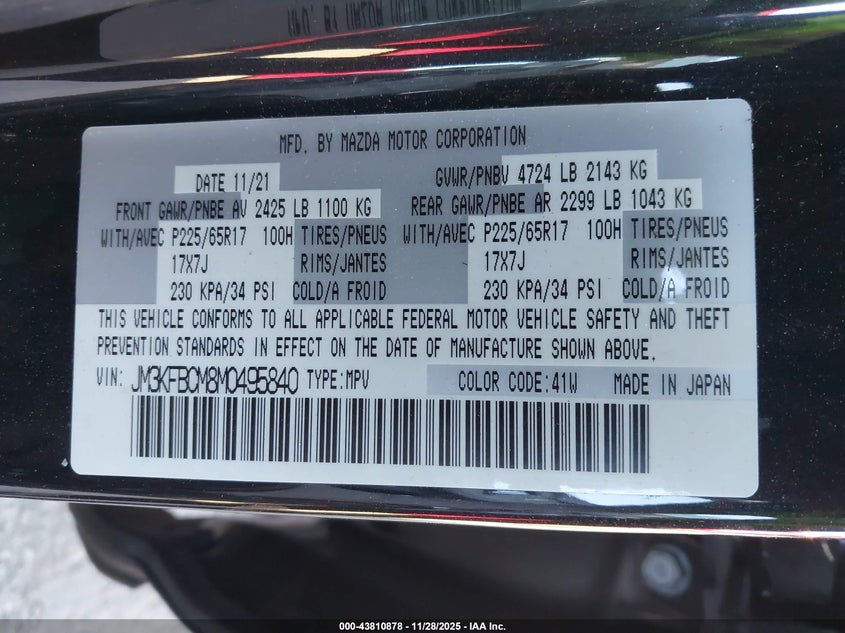 MFD. BY MAZDA MOTOR CORPORATION
DATE 11/21 GVWR/PNBV 4724 LB 2143 KG
FRONT GAWR/PNBE AV 2425 LB 1100 KG REAR GAWR/PNBE AR 2299 LB 1043 KG
WITH/AVEC P225/65R17 100H TIRES/PNEUS WITH/AVEC P225/65R17 100H TIRES/PNEUS
17X7J RIMS/JANTES 17X7J RIMS/JANTES
230 KPA/34 PSI COLD/A FROID 230 KPA/34 PSI COLD/A FROID
THIS VEHICLE CONFORMS TO ALL APPLICABLE FEDERAL MOTOR VEHICLE SAFETY AND THEFT
PREVENTION STANDARDS IN EFFECT ON THE DATE OF MANUFACTURE SHOWN ABOVE.
VIN: JM3KFB0M8M0495840 TYPE:MPV COLOR CODE:41W MADE IN JAPAN
000-43810878 - 11/28/2025 - IAA Inc.